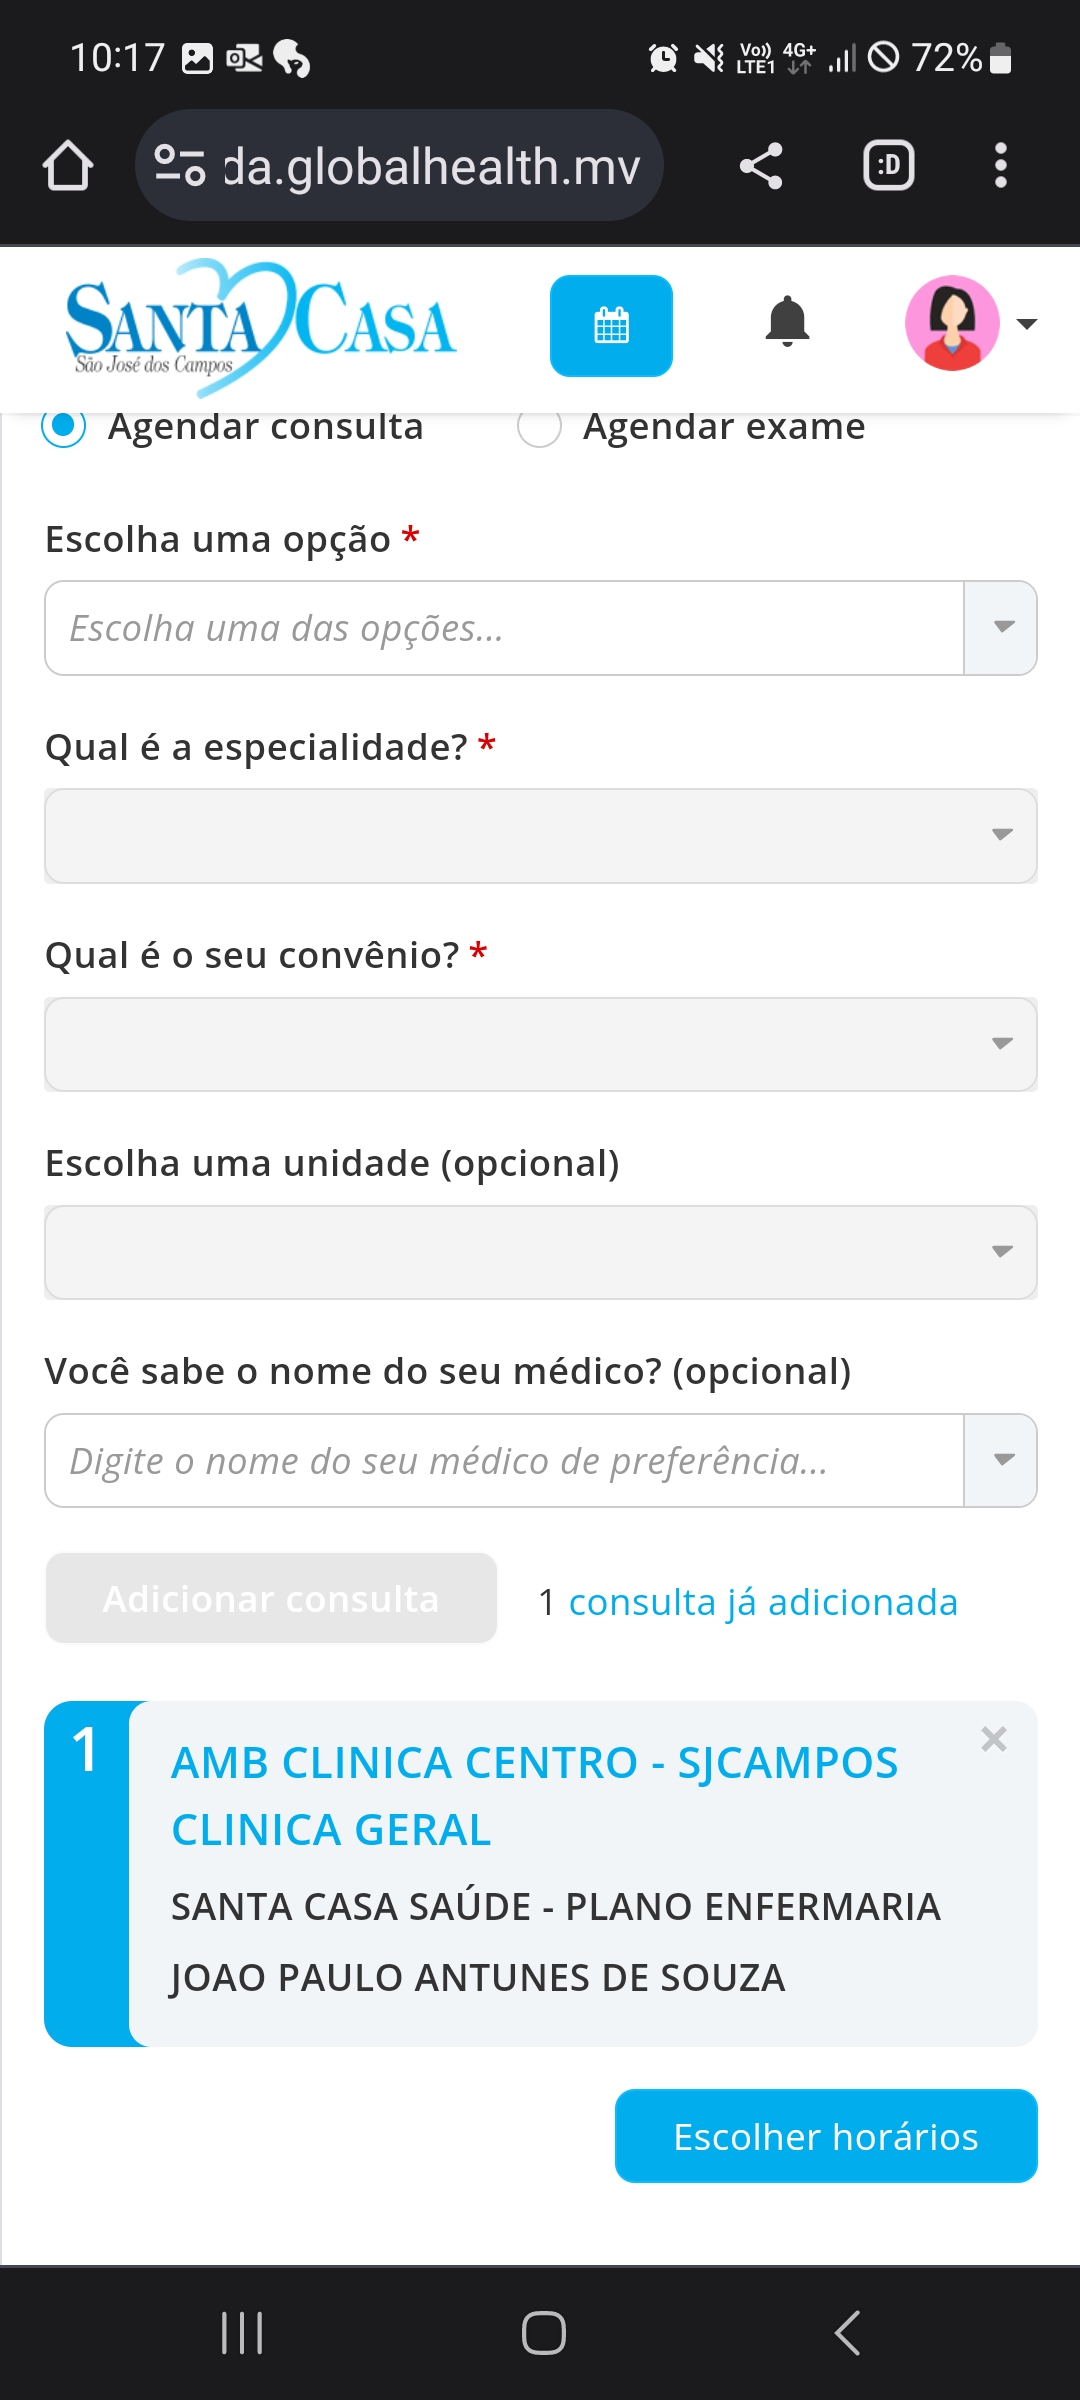 10:17
Vo))
LTE1
4G+
72%
da.globalhealth.mv
:D
SANTA CASA
São José dos Campos
Agendar consulta
Agendar exame
Escolha uma opção *
Escolha uma das opções...
Qual é a especialidade? *
Qual é o seu convênio? *
Escolha uma unidade (opcional)
Você sabe o nome do seu médico? (opcional)
Digite o nome do seu médico de preferência...
Adicionar consulta
1 consulta já adicionada
1
AMB CLINICA CENTRO - SJCAMPOS
CLINICA GERAL
SANTA CASA SAÚDE - PLANO ENFERMARIA
JOAO PAULO ANTUNES DE SOUZA
Escolher horários